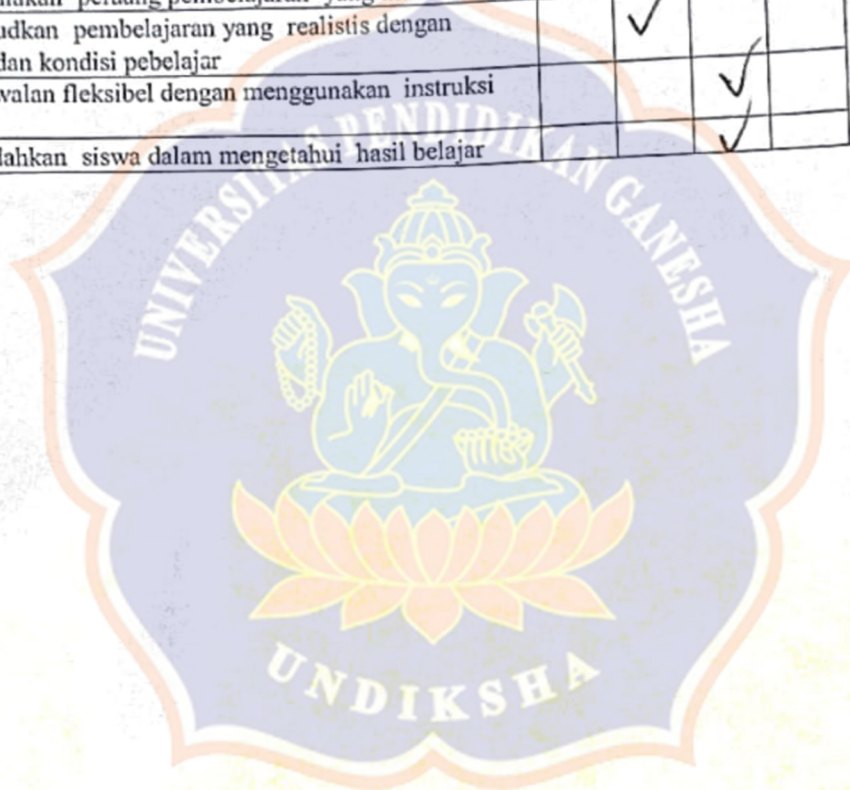 udkan pembelajaran yang realistis dengan
dan kondisi pebelajar
walan fleksibel dengan menggunakan instruksi
lahkan siswa dalam mengetahui hasil belajar
UNIVERSITAS PENDIDIKAN GANESHA
UNDIKSHA